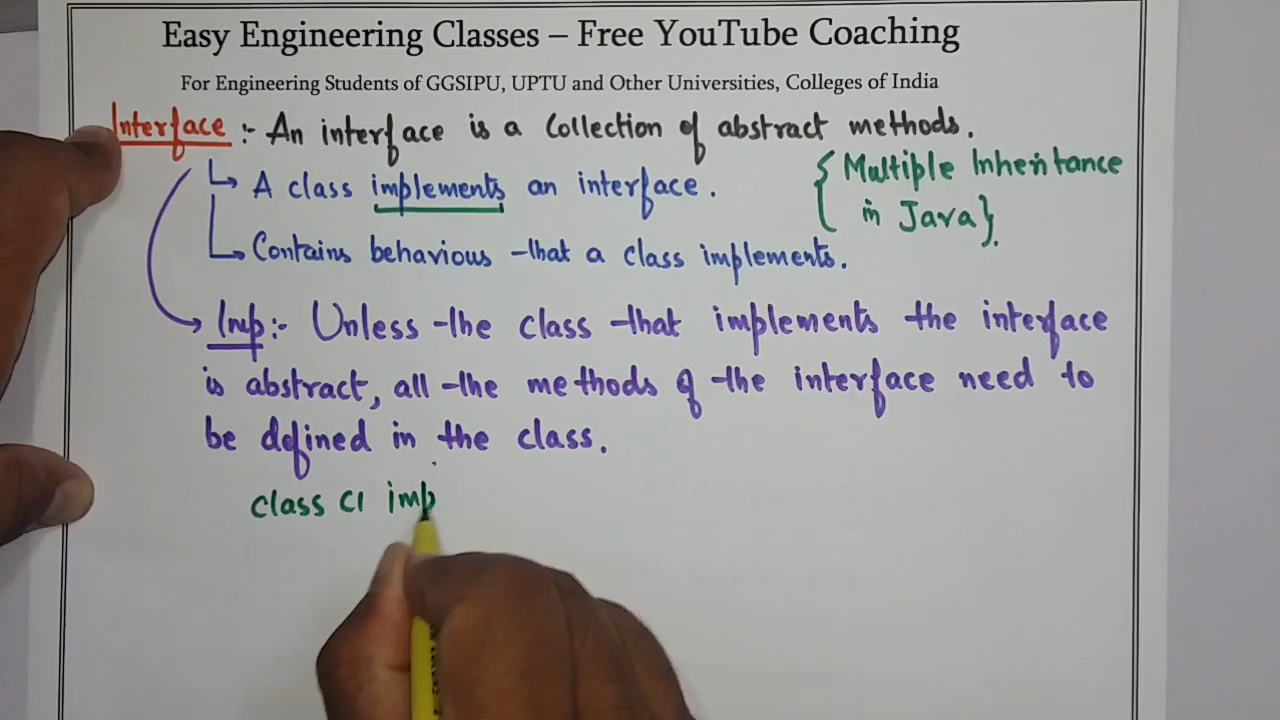 Easy Engineering Classes – Free YouTube Coaching
For Engineering Students of GGSIPU, UPTU and Other Universities, Colleges of India
Interface :- An interface is a Collection of abstract methods.
A class implements an interface.
{ Multiple Inheritance
in Java }.
Contains behavious that a class implements.
Imp:- Unless the class that implements the interface
is abstract, all the methods of the interface need to
be defined in the class.
class C1 imp